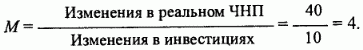 M = Изменения в реальном ЧНП / Изменения в инвестициях = 40 / 10 = 4.